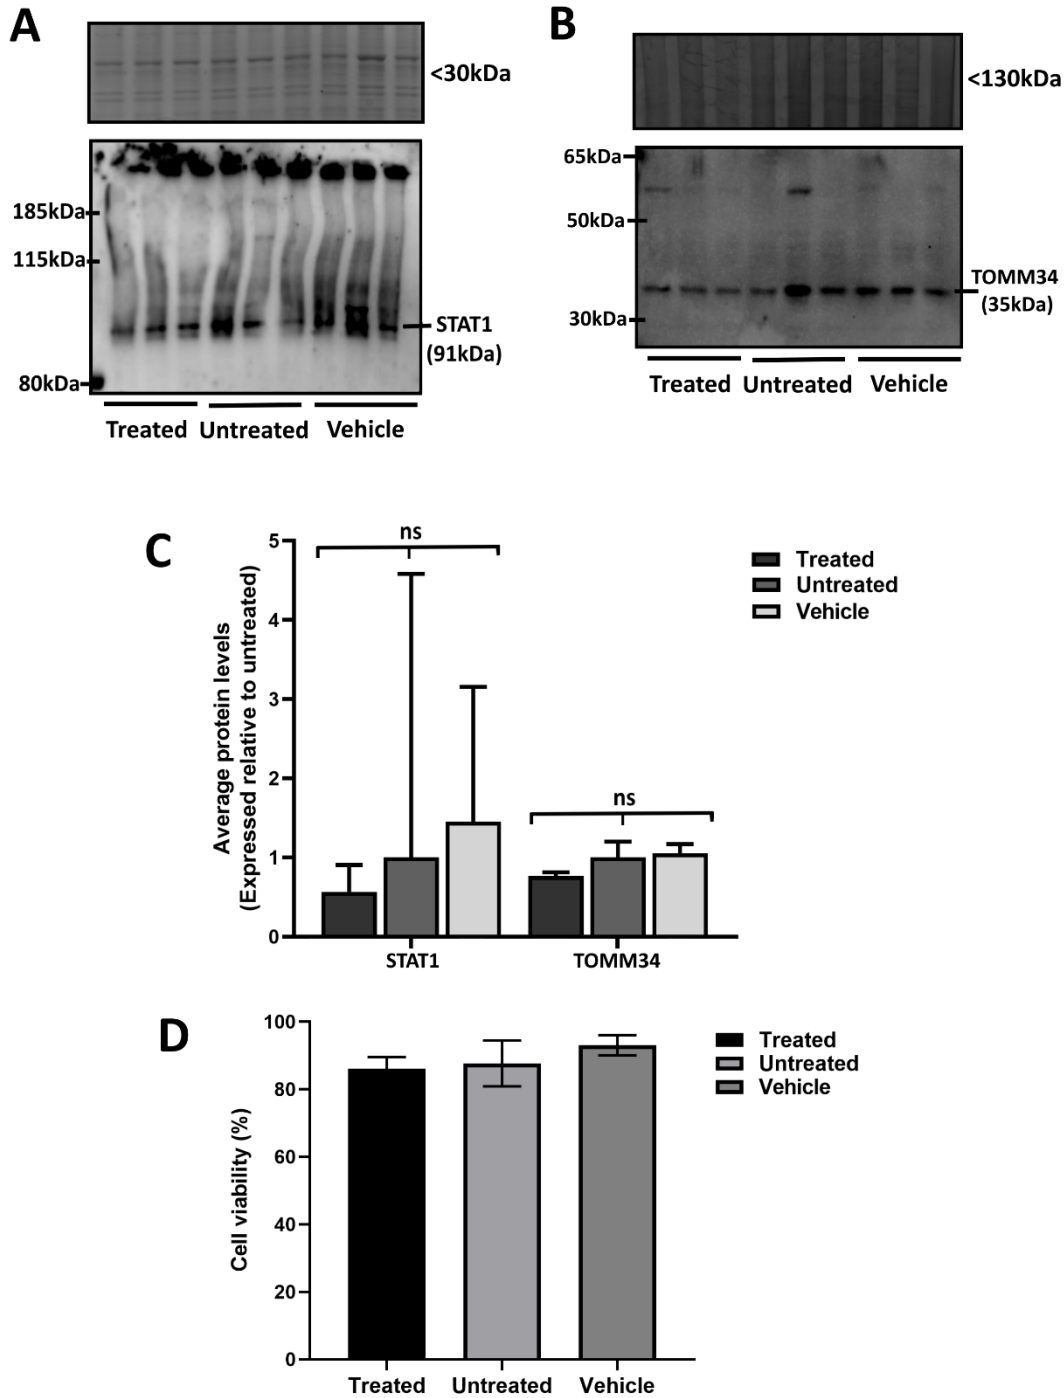 A
<30kDa
185kDa
115kDa
STAT1
(91kDa)
80kDa
Treated Untreated Vehicle
B
<130kDa
65kDa
50kDa
TOMM34
(35kDa)
30kDa
Treated Untreated Vehicle
C
ns
5
4
3
2
1
0
Average protein levels
(Expressed relative to untreated)
ns
STAT1 TOMM34
Treated
Untreated
Vehicle
D
100
80
60
40
20
0
Cell viability (%)
Treated Untreated Vehicle
Treated
Untreated
Vehicle